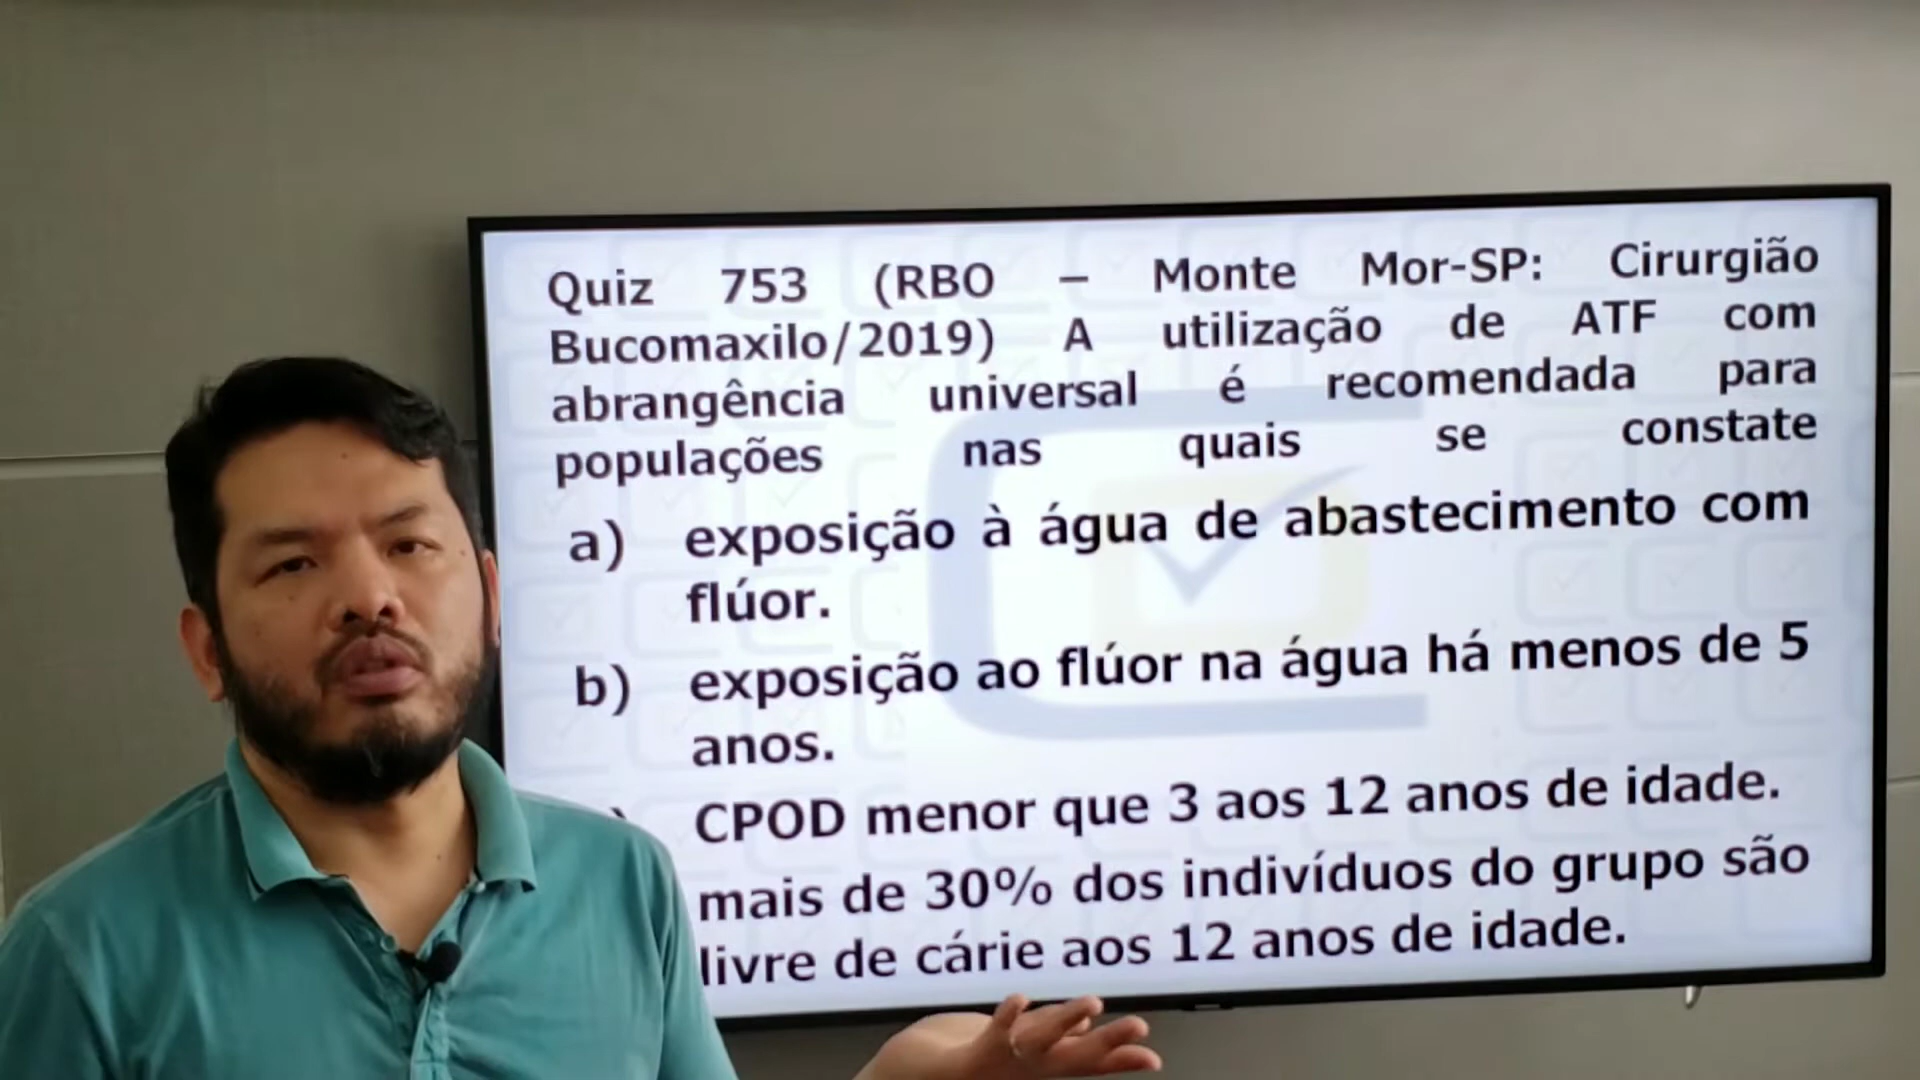 Quiz 753 (RBO – Monte Mor-SP: Cirurgião
Bucomaxilo/2019) A utilização de ATF com
abrangência universal é recomendada para
populações nas quais se constate
a) exposição à água de abastecimento com
flúor.
b) exposição ao flúor na água há menos de 5
anos.
) CPOD menor que 3 aos 12 anos de idade.
mais de 30% dos indivíduos do grupo são
livre de cárie aos 12 anos de idade.